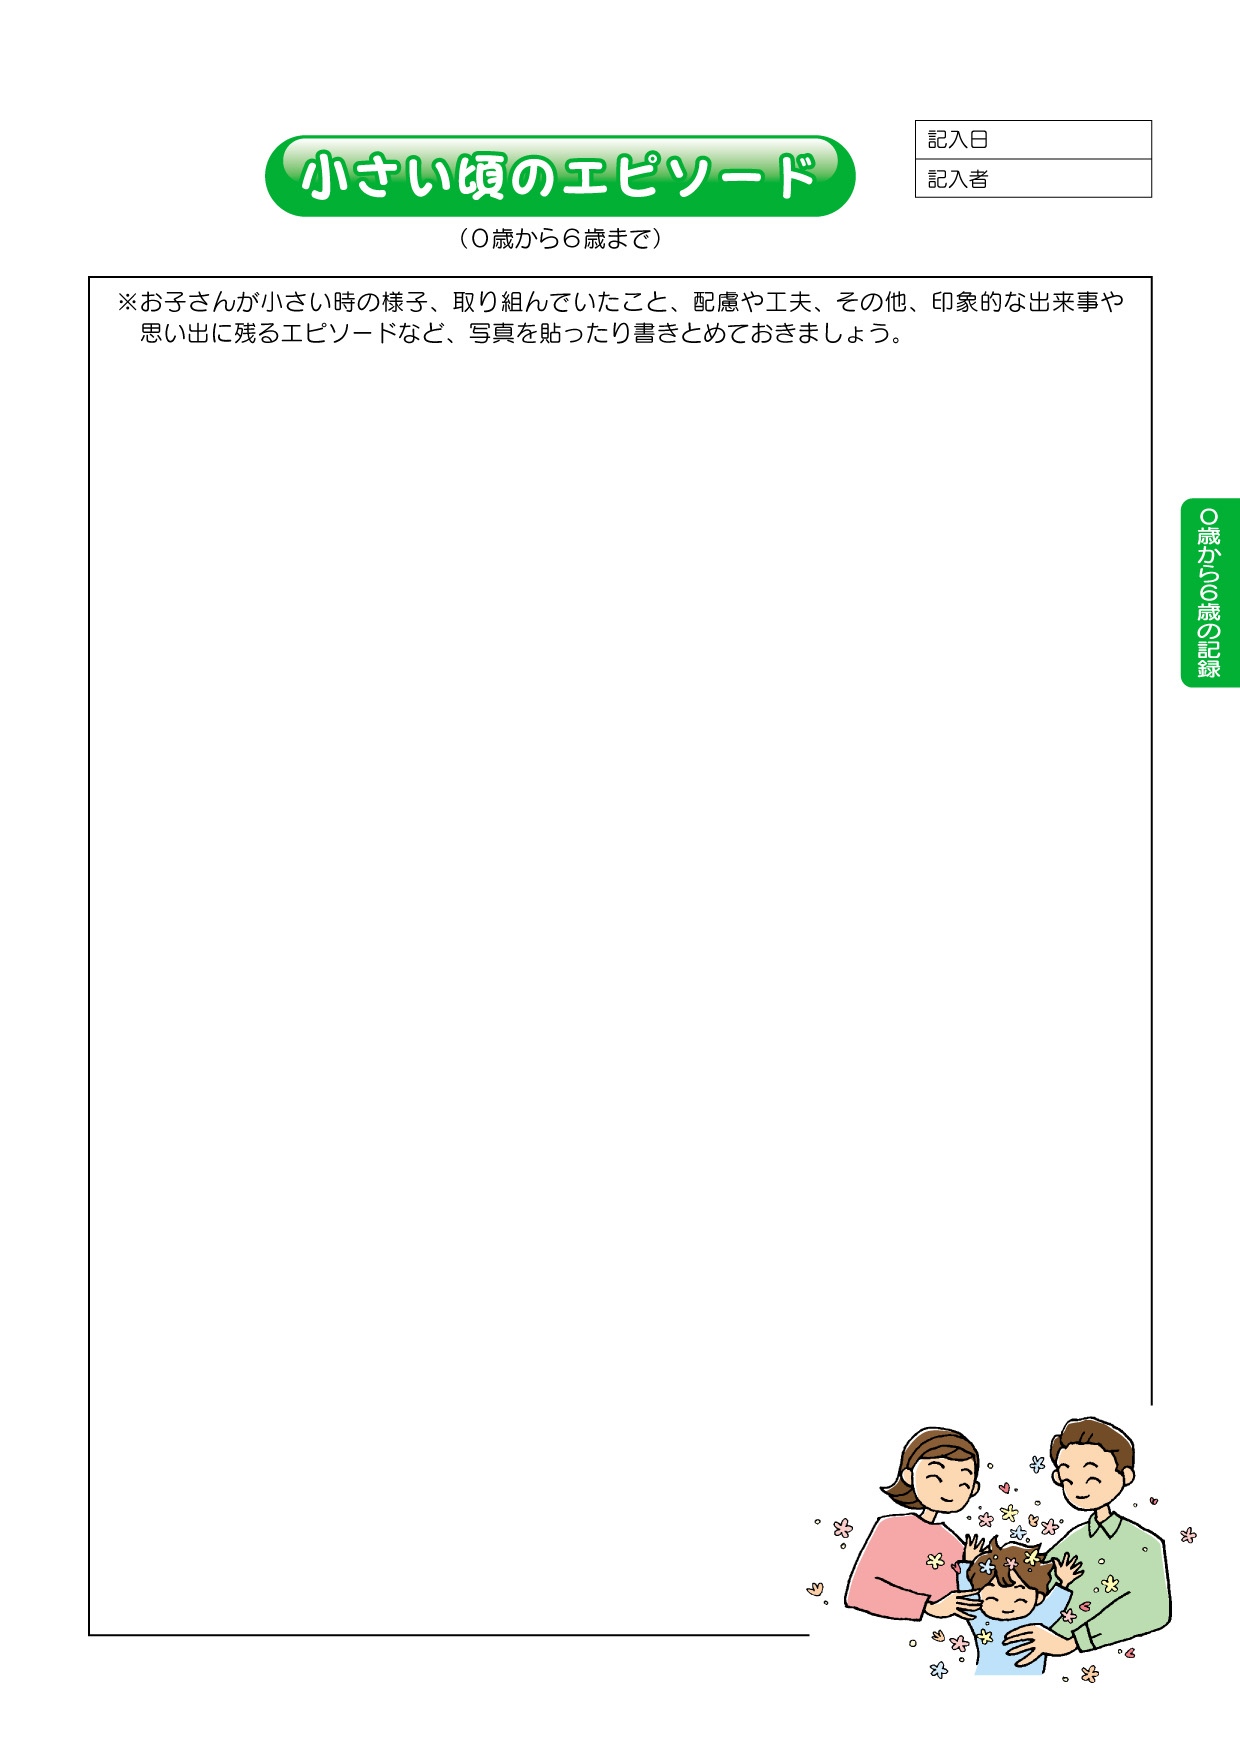 記入日
記入者
小さい頃のエピソード
（０歳から６歳まで）
※お子さんが小さい時の様子、取り組んでいたこと、配慮や工夫、その他、印象的な出来事や
思い出に残るエピソードなど、写真を貼ったり書きとめておきましょう。
０歳から６歳の記録